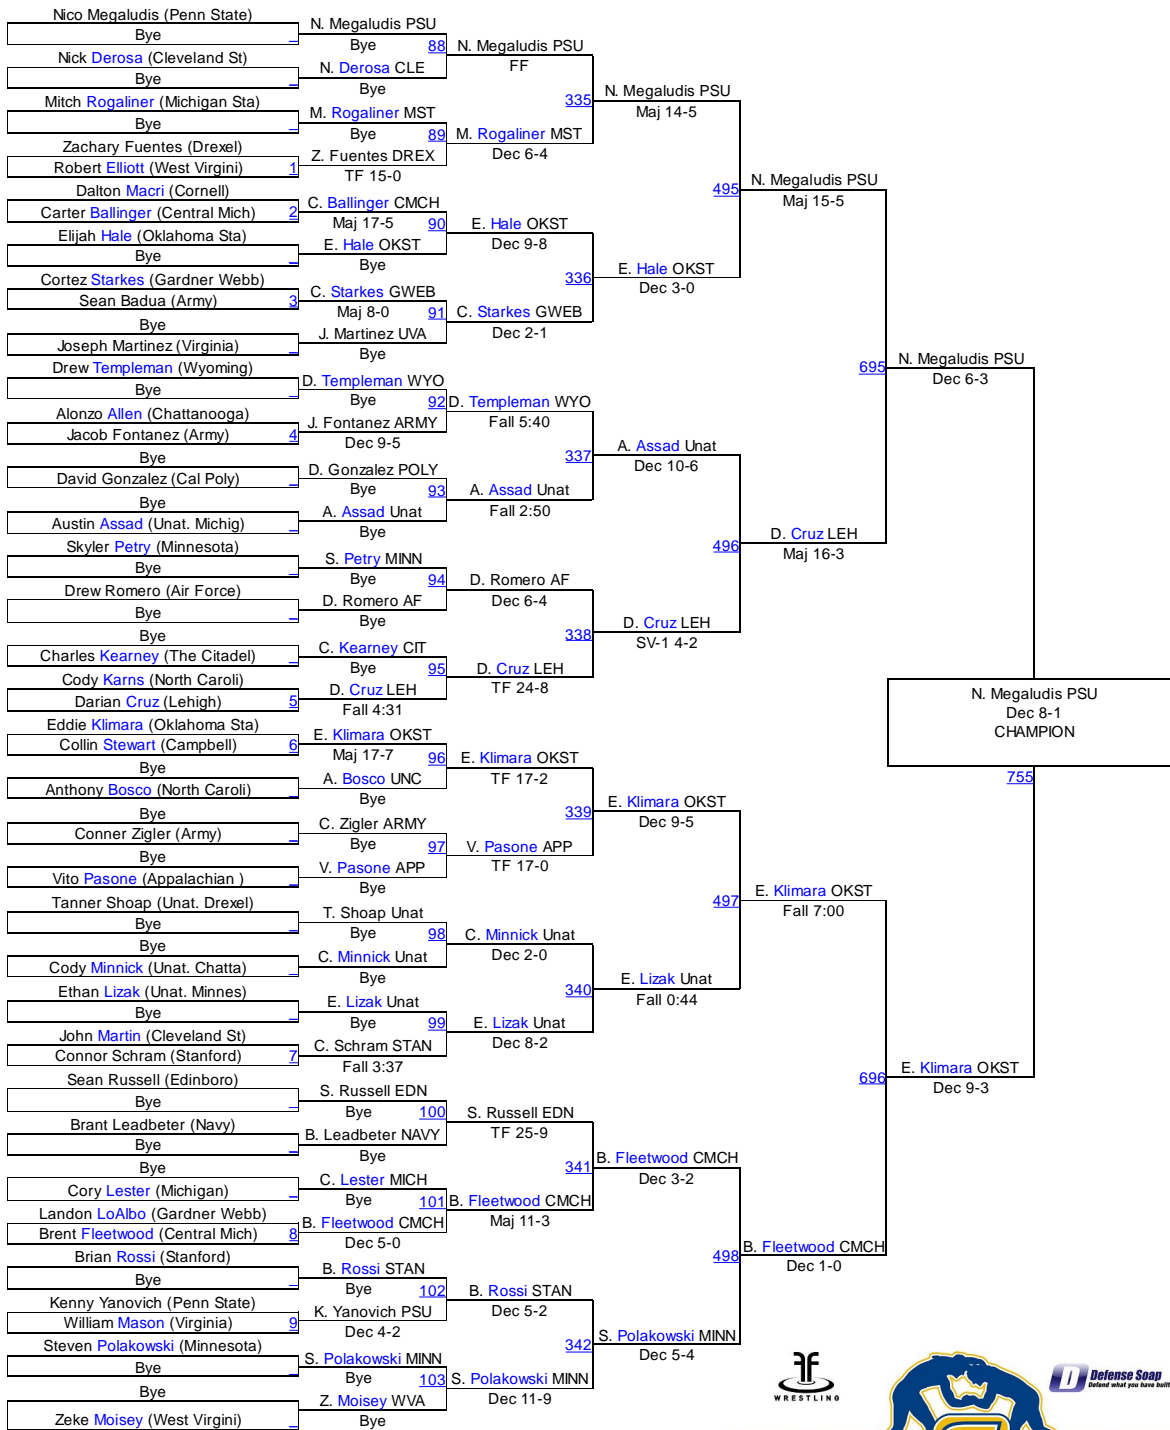 Nico Megaludis (Penn State)
Bye
Nick Derosa (Cleveland St)
Bye
Mitch Rogaliner (Michigan Sta)
Bye
Zachary Fuentes (Drexel)
Robert Elliott (West Virgini) 1
Dalton Macri (Cornell)
Carter Ballinger (Central Mich) 2
Elijah Hale (Oklahoma Sta)
Bye
Cortez Starkes (Gardner Webb)
Sean Badua (Army) 3
Bye
Joseph Martinez (Virginia)
Drew Templeman (Wyoming)
Bye
Alonzo Allen (Chattanooga)
Jacob Fontanez (Army) 4
Bye
David Gonzalez (Cal Poly)
Bye
Austin Assad (Unat. Michig)
Skyler Petry (Minnesota)
Bye
Drew Romero (Air Force)
Bye
Bye
Charles Kearney (The Citadel)
Cody Karns (North Caroli)
Darian Cruz (Lehigh) 5
Eddie Klimara (Oklahoma Sta)
Collin Stewart (Campbell) 6
Bye
Anthony Bosco (North Caroli)
Bye
Conner Zigler (Army)
Bye
Vito Pasone (Appalachian )
Tanner Shoap (Unat. Drexel)
Bye
Bye
Cody Minnick (Unat. Chatta)
Ethan Lizak (Unat. Minnes)
Bye
John Martin (Cleveland St)
Connor Schram (Stanford) 7
Sean Russell (Edinboro)
Bye
Brant Leadbeter (Navy)
Bye
Bye
Cory Lester (Michigan)
Landon LoAlbo (Gardner Webb)
Brent Fleetwood (Central Mich) 8
Brian Rossi (Stanford)
Bye
Kenny Yanovich (Penn State)
William Mason (Virginia) 9
Steven Polakowski (Minnesota)
Bye
Bye
Zeke Moisey (West Virgini)
N. Megaludis PSU
Bye 88
N. Derosa CLE
Bye
M. Rogaliner MST
Bye 89
Z. Fuentes DREX
TF 15-0
C. Ballinger CMCH
Maj 17-5 90
E. Hale OKST
Bye
C. Starkes GWEB
Maj 8-0 91
J. Martinez UVA
Bye
D. Templeman WYO
Bye 92
J. Fontanez ARMY
Dec 9-5
D. Gonzalez POLY
Bye 93
A. Assad Unat
Bye
S. Petry MINN
Bye 94
D. Romero AF
Bye
C. Kearney CIT
Bye 95
D. Cruz LEH
Fall 4:31
E. Klimara OKST
Maj 17-7 96
A. Bosco UNC
Bye
C. Zigler ARMY
Bye 97
V. Pasone APP
Bye
T. Shoap Unat
Bye 98
C. Minnick Unat
Bye
E. Lizak Unat
Bye 99
C. Schram STAN
Fall 3:37
S. Russell EDN
Bye 100
B. Leadbeter NAVY
Bye
C. Lester MICH
Bye 101
B. Fleetwood CMCH
Dec 5-0
B. Rossi STAN
Bye 102
K. Yanovich PSU
Dec 4-2
S. Polakowski MINN
Bye 103
Z. Moisey WVA
Bye
N. Megaludis PSU
FF
335
M. Rogaliner MST
Dec 6-4
E. Hale OKST
Dec 9-8
336
C. Starkes GWEB
Dec 2-1
D. Templeman WYO
Fall 5:40
337
A. Assad Unat
Fall 2:50
D. Romero AF
Dec 6-4
338
D. Cruz LEH
TF 24-8
E. Klimara OKST
TF 17-2
339
V. Pasone APP
TF 17-0
C. Minnick Unat
Dec 2-0
340
E. Lizak Unat
Dec 8-2
S. Russell EDN
TF 25-9
341
B. Fleetwood CMCH
Maj 11-3
B. Rossi STAN
Dec 5-2
342
S. Polakowski MINN
Dec 11-9
N. Megaludis PSU
Maj 14-5
495
E. Hale OKST
Dec 3-0
A. Assad Unat
Dec 10-6
496
D. Cruz LEH
SV-1 4-2
E. Klimara OKST
Dec 9-5
497
E. Lizak Unat
Fall 0:44
B. Fleetwood CMCH
Dec 3-2
498
S. Polakowski MINN
Dec 5-4
N. Megaludis PSU
Maj 15-5
695
D. Cruz LEH
Maj 16-3
E. Klimara OKST
Fall 7:00
696
B. Fleetwood CMCH
Dec 1-0
N. Megaludis PSU
Dec 6-3
E. Klimara OKST
Dec 9-3
N. Megaludis PSU
Dec 8-1
CHAMPION
755
WRESTLING
Defense Soap
Defend what you have built